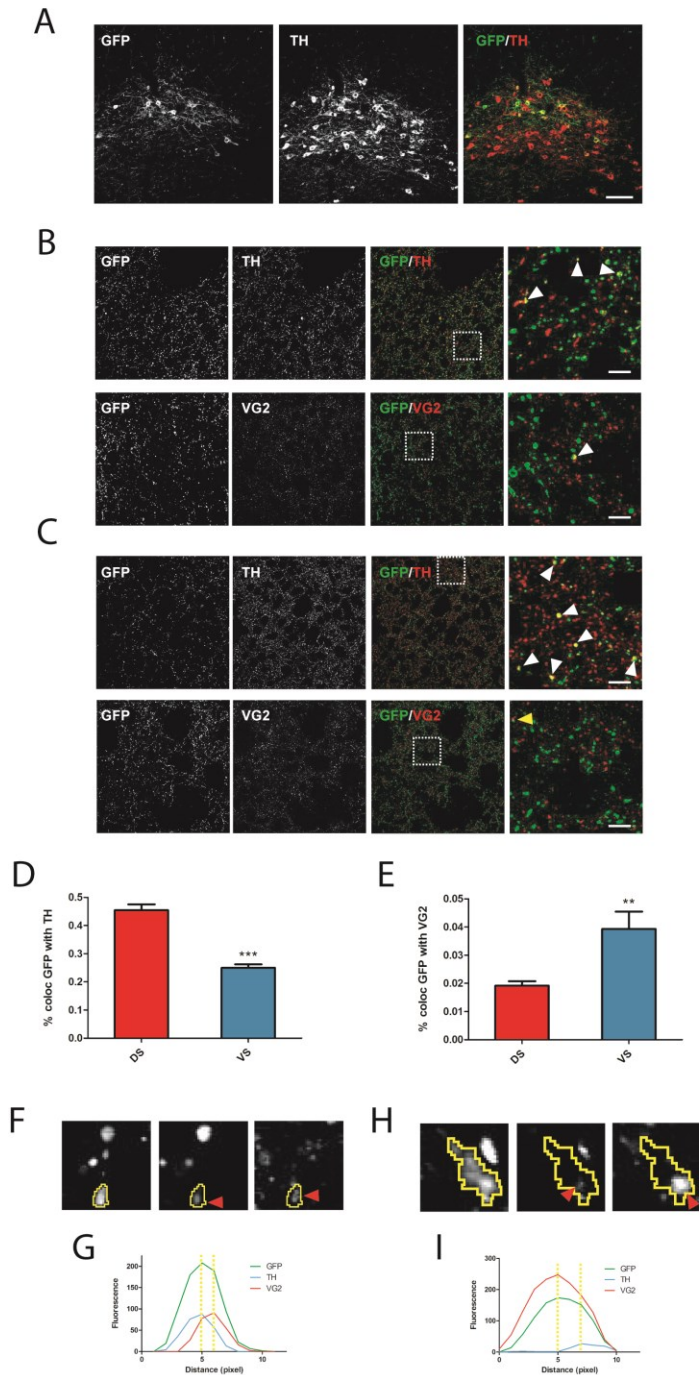 A
GFP
TH
GFP/TH
B
GFP
TH
GFP/TH
GFP
VG2
GFP/VG2
C
GFP
TH
GFP/TH
GFP
VG2
GFP/VG2
D
% coloc GFP with TH
0.5
0.4
0.3
0.2
0.1
0.0
***
DS
VS
E
% coloc GFP with VG2
0.05
0.04
0.03
0.02
0.01
0.00
**
DS
VS
F
H
G
Fluorescence
200
150
100
50
0
0
5
10
Distance (pixel)
GFP
TH
VG2
I
Fluorescence
300
200
100
0
0
5
10
Distance (pixel)
GFP
TH
VG2